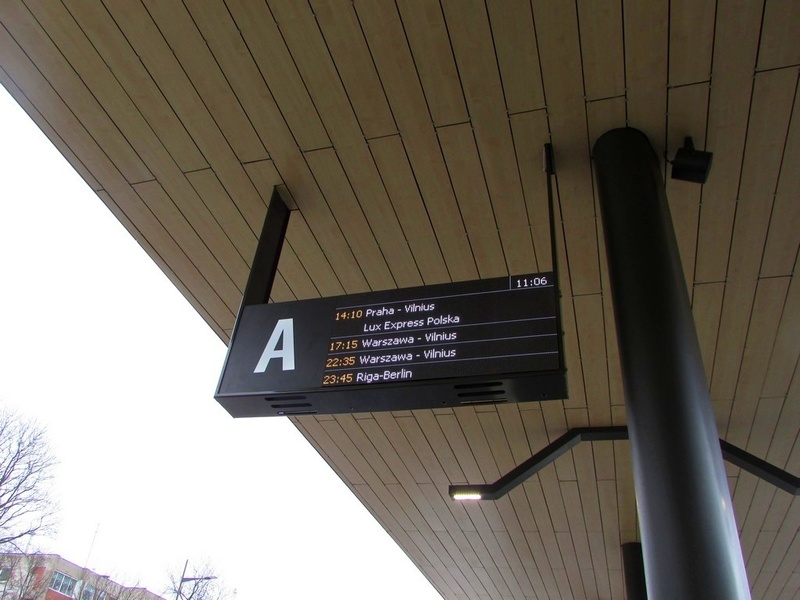 11:06
A
14:10 Praha - Vilnius
Lux Express Polska
17:15 Warszawa - Vilnius
22:35 Warszawa - Vilnius
23:45 Riga-Berlin